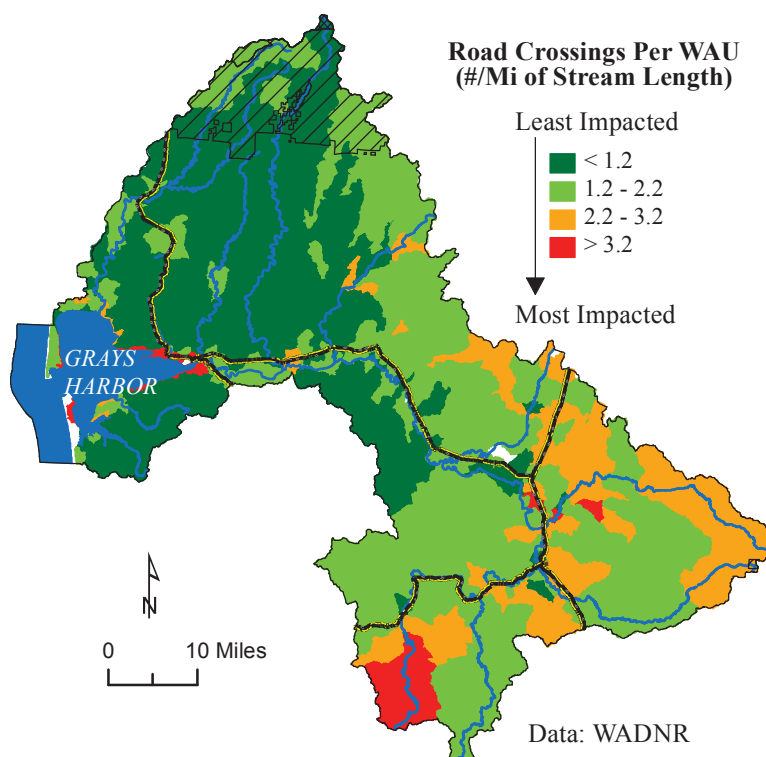 Road Crossings Per WAU
(#/Mi of Stream Length)
Least Impacted
< 1.2
1.2 - 2.2
2.2 - 3.2
> 3.2
Most Impacted
GRAYS
HARBOR
N
0 10 Miles
Data: WADNR